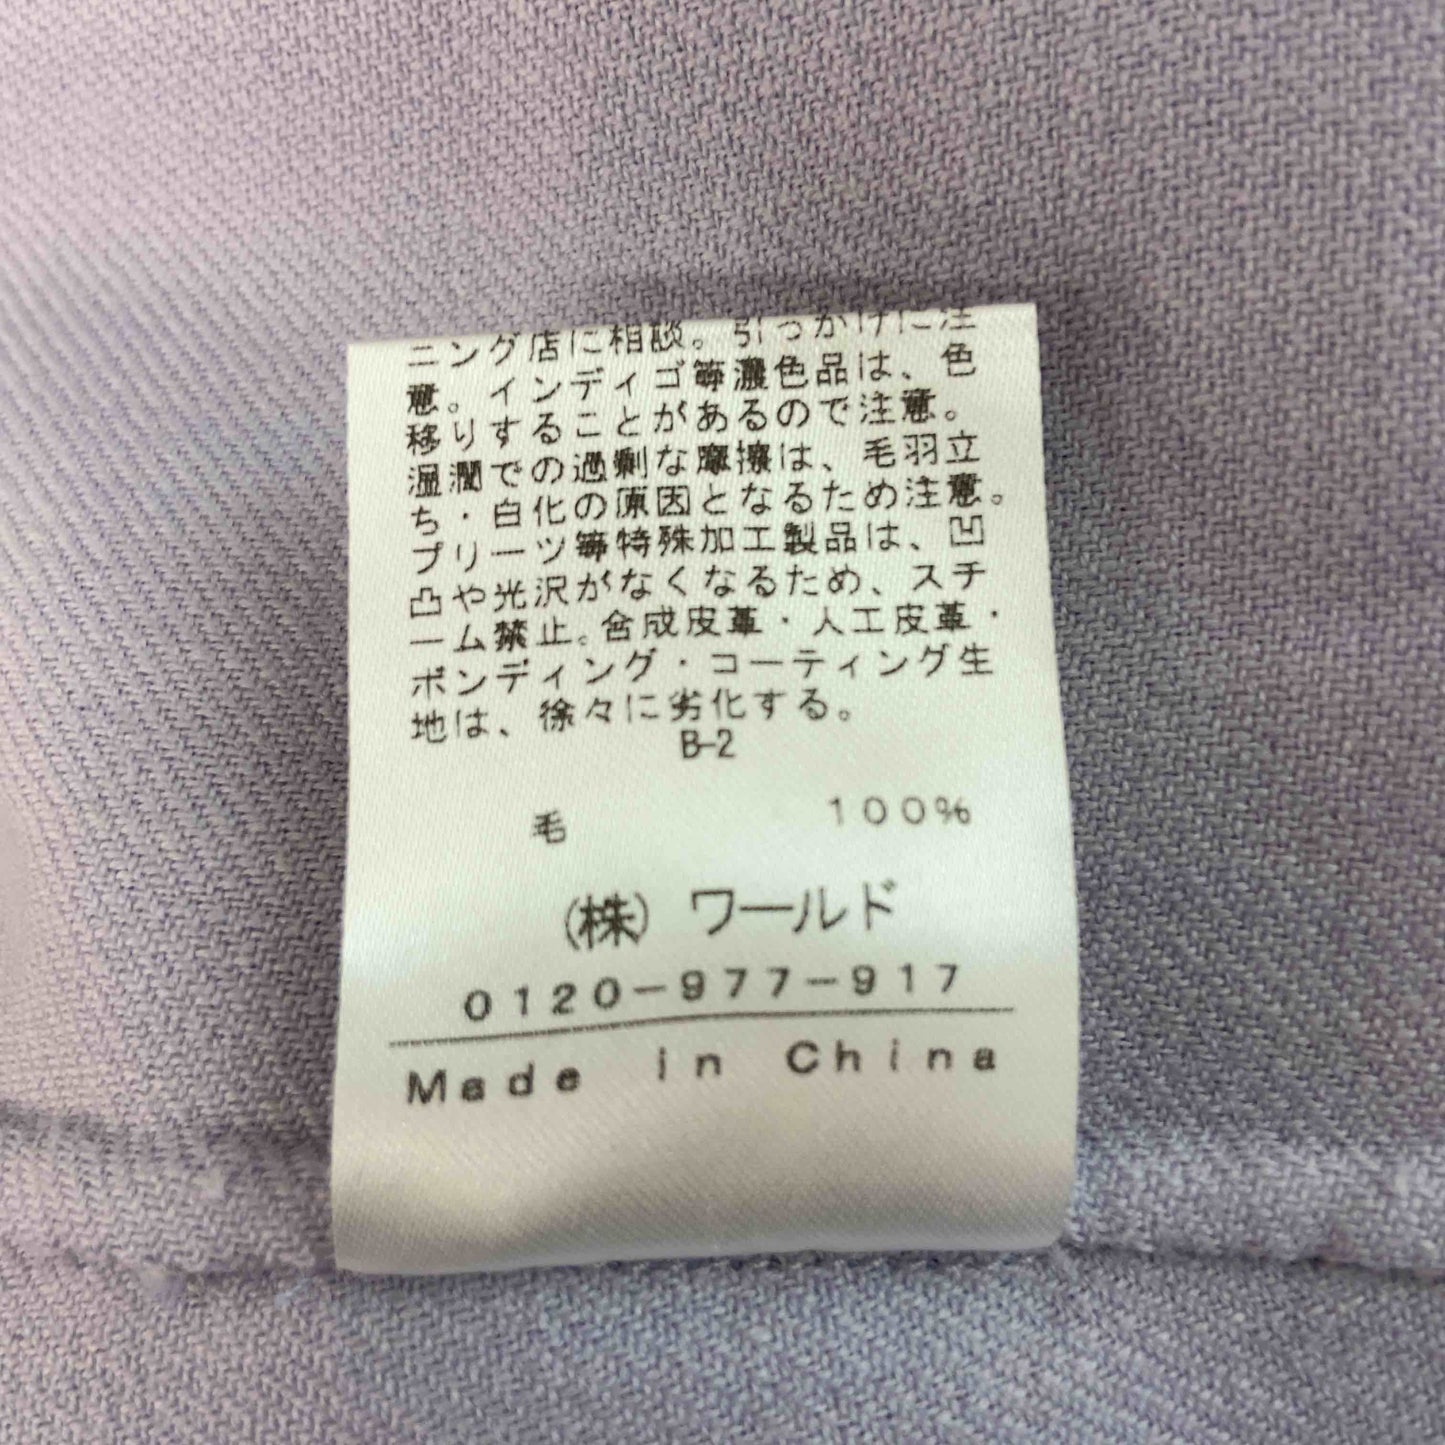 ニング店に相談。引っかけに注
意。インディゴ等濃色品は、色
移りすることがあるので注意。
湿潤での過剰な摩擦は、毛羽立
ち・白化の原因となるため注意。
プリーツ等特殊加工製品は、凹
凸や光沢がなくなるため、スチ
ーム禁止。合成皮革・人工皮革・
ボンディング・コーティング生
地は、徐々に劣化する。
B-2
毛 100%
(株) ワールド
0120-977-917
Made in China